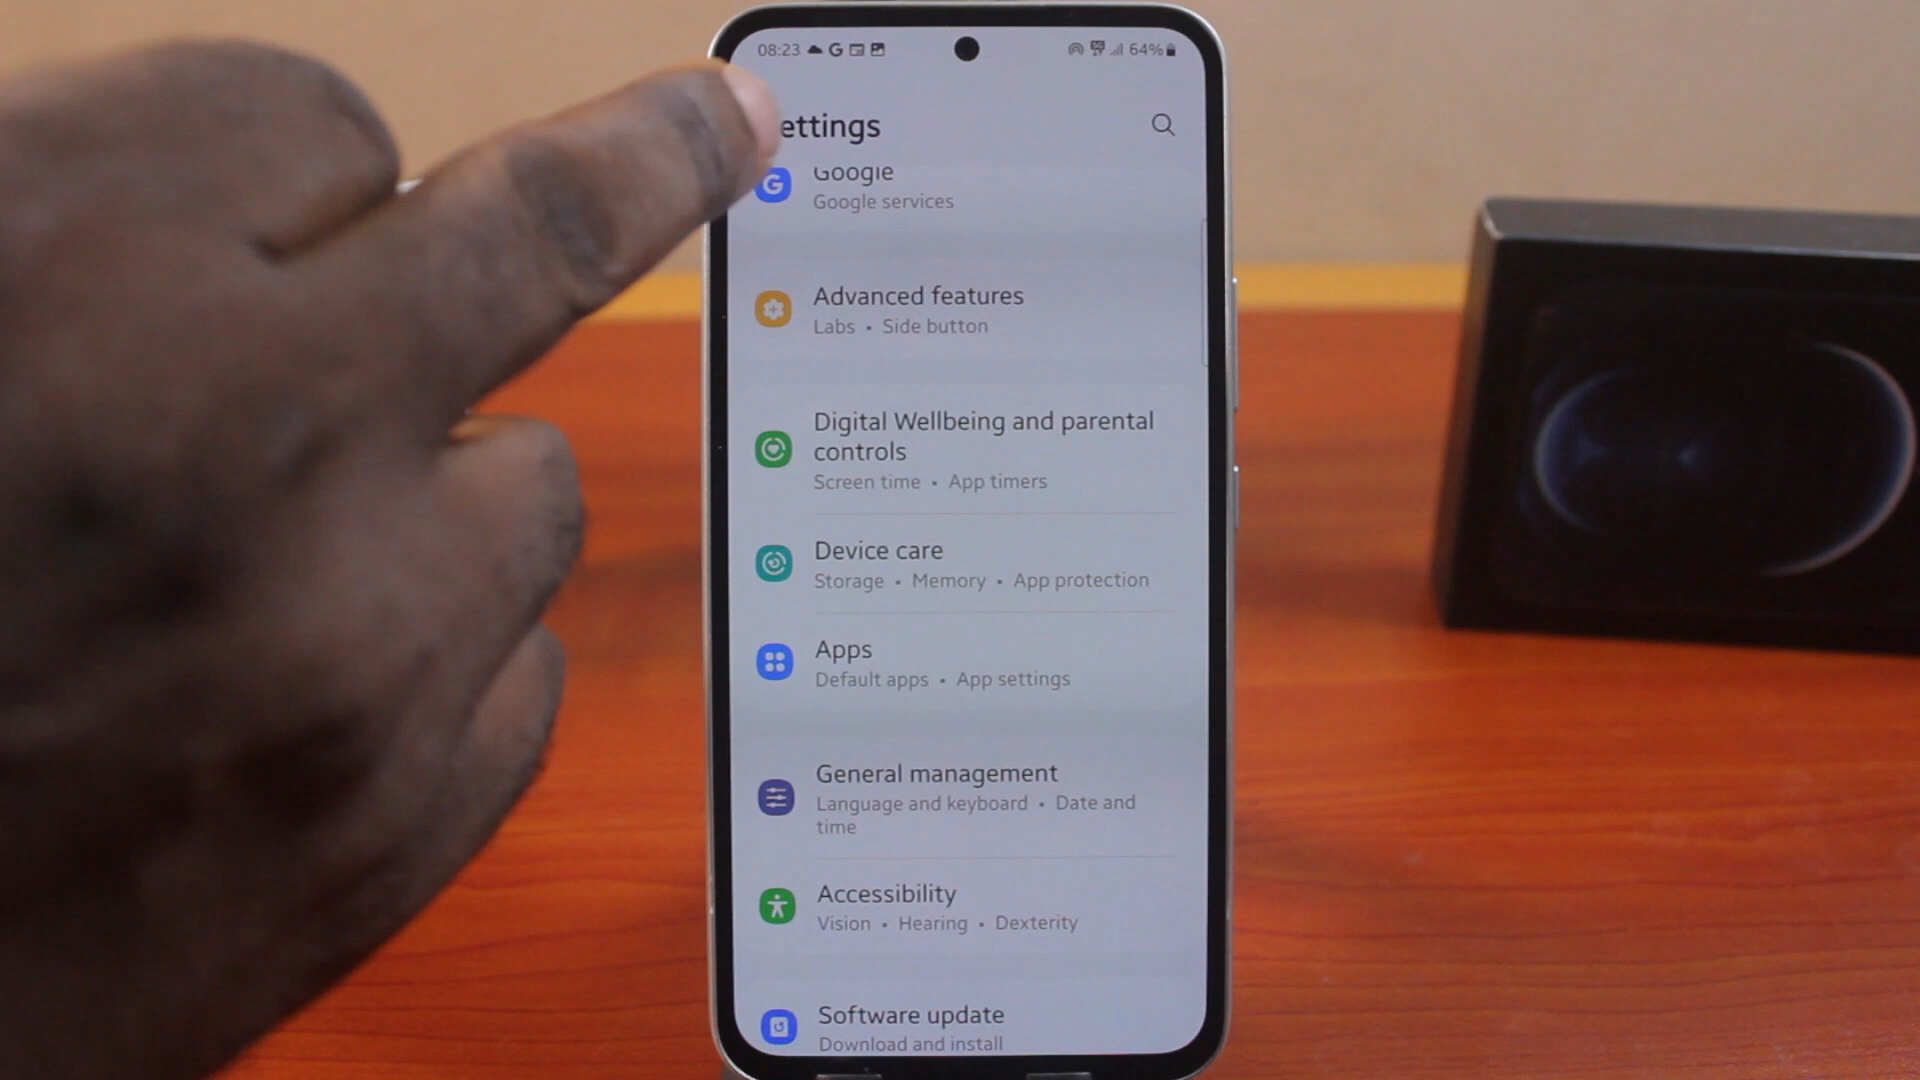 08:23 64%
ettings
Google
Google services
Advanced features
Labs • Side button
Digital Wellbeing and parental
controls
Screen time • App timers
Device care
Storage • Memory • App protection
Apps
Default apps • App settings
General management
Language and keyboard • Date and
time
Accessibility
Vision • Hearing • Dexterity
Software update
Download and install